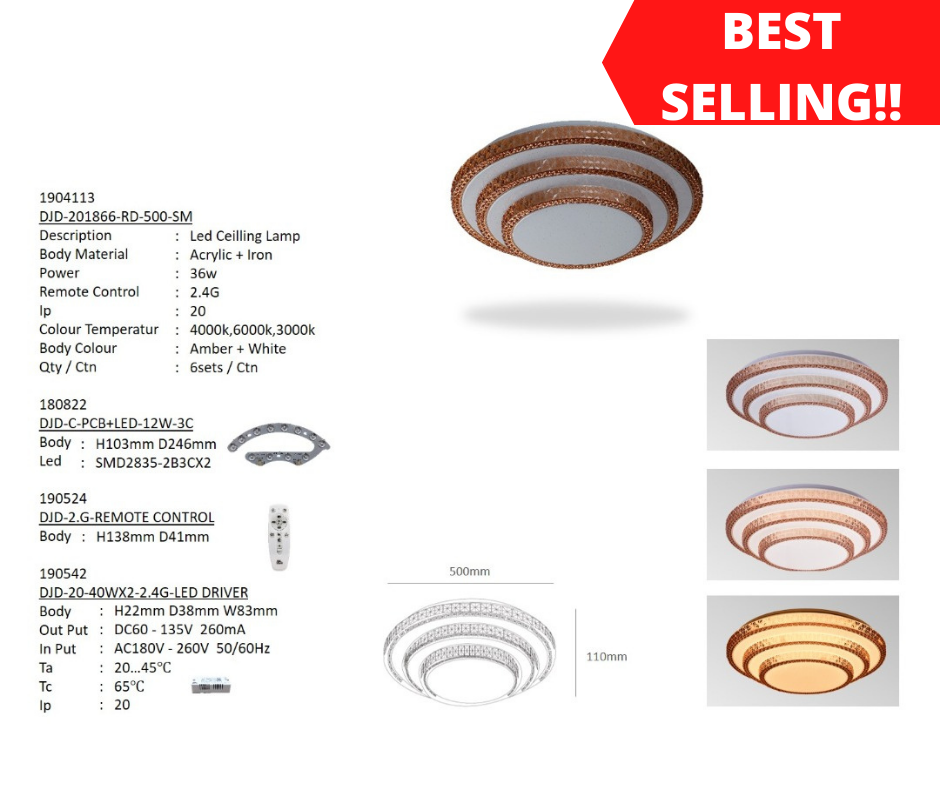 BEST
SELLING!!
1904113
DJD-201866-RD-500-SM
Description : Led Ceilling Lamp
Body Material : Acrylic + Iron
Power : 36w
Remote Control : 2.4G
Ip : 20
Colour Temperatur : 4000k,6000k,3000k
Body Colour : Amber + White
Qty / Ctn : 6sets / Ctn
180822
DJD-C-PCB+LED-12W-3C
Body : H103mm D246mm
Led : SMD2835-2B3CX2
190524
DJD-2.G-REMOTE CONTROL
Body : H138mm D41mm
190542
DJD-20-40WX2-2.4G-LED DRIVER
Body : H22mm D38mm W83mm
Out Put : DC60 - 135V 260mA
In Put : AC180V - 260V 50/60Hz
Ta : 20...45℃
Tc : 65℃
Ip : 20
500mm
110mm